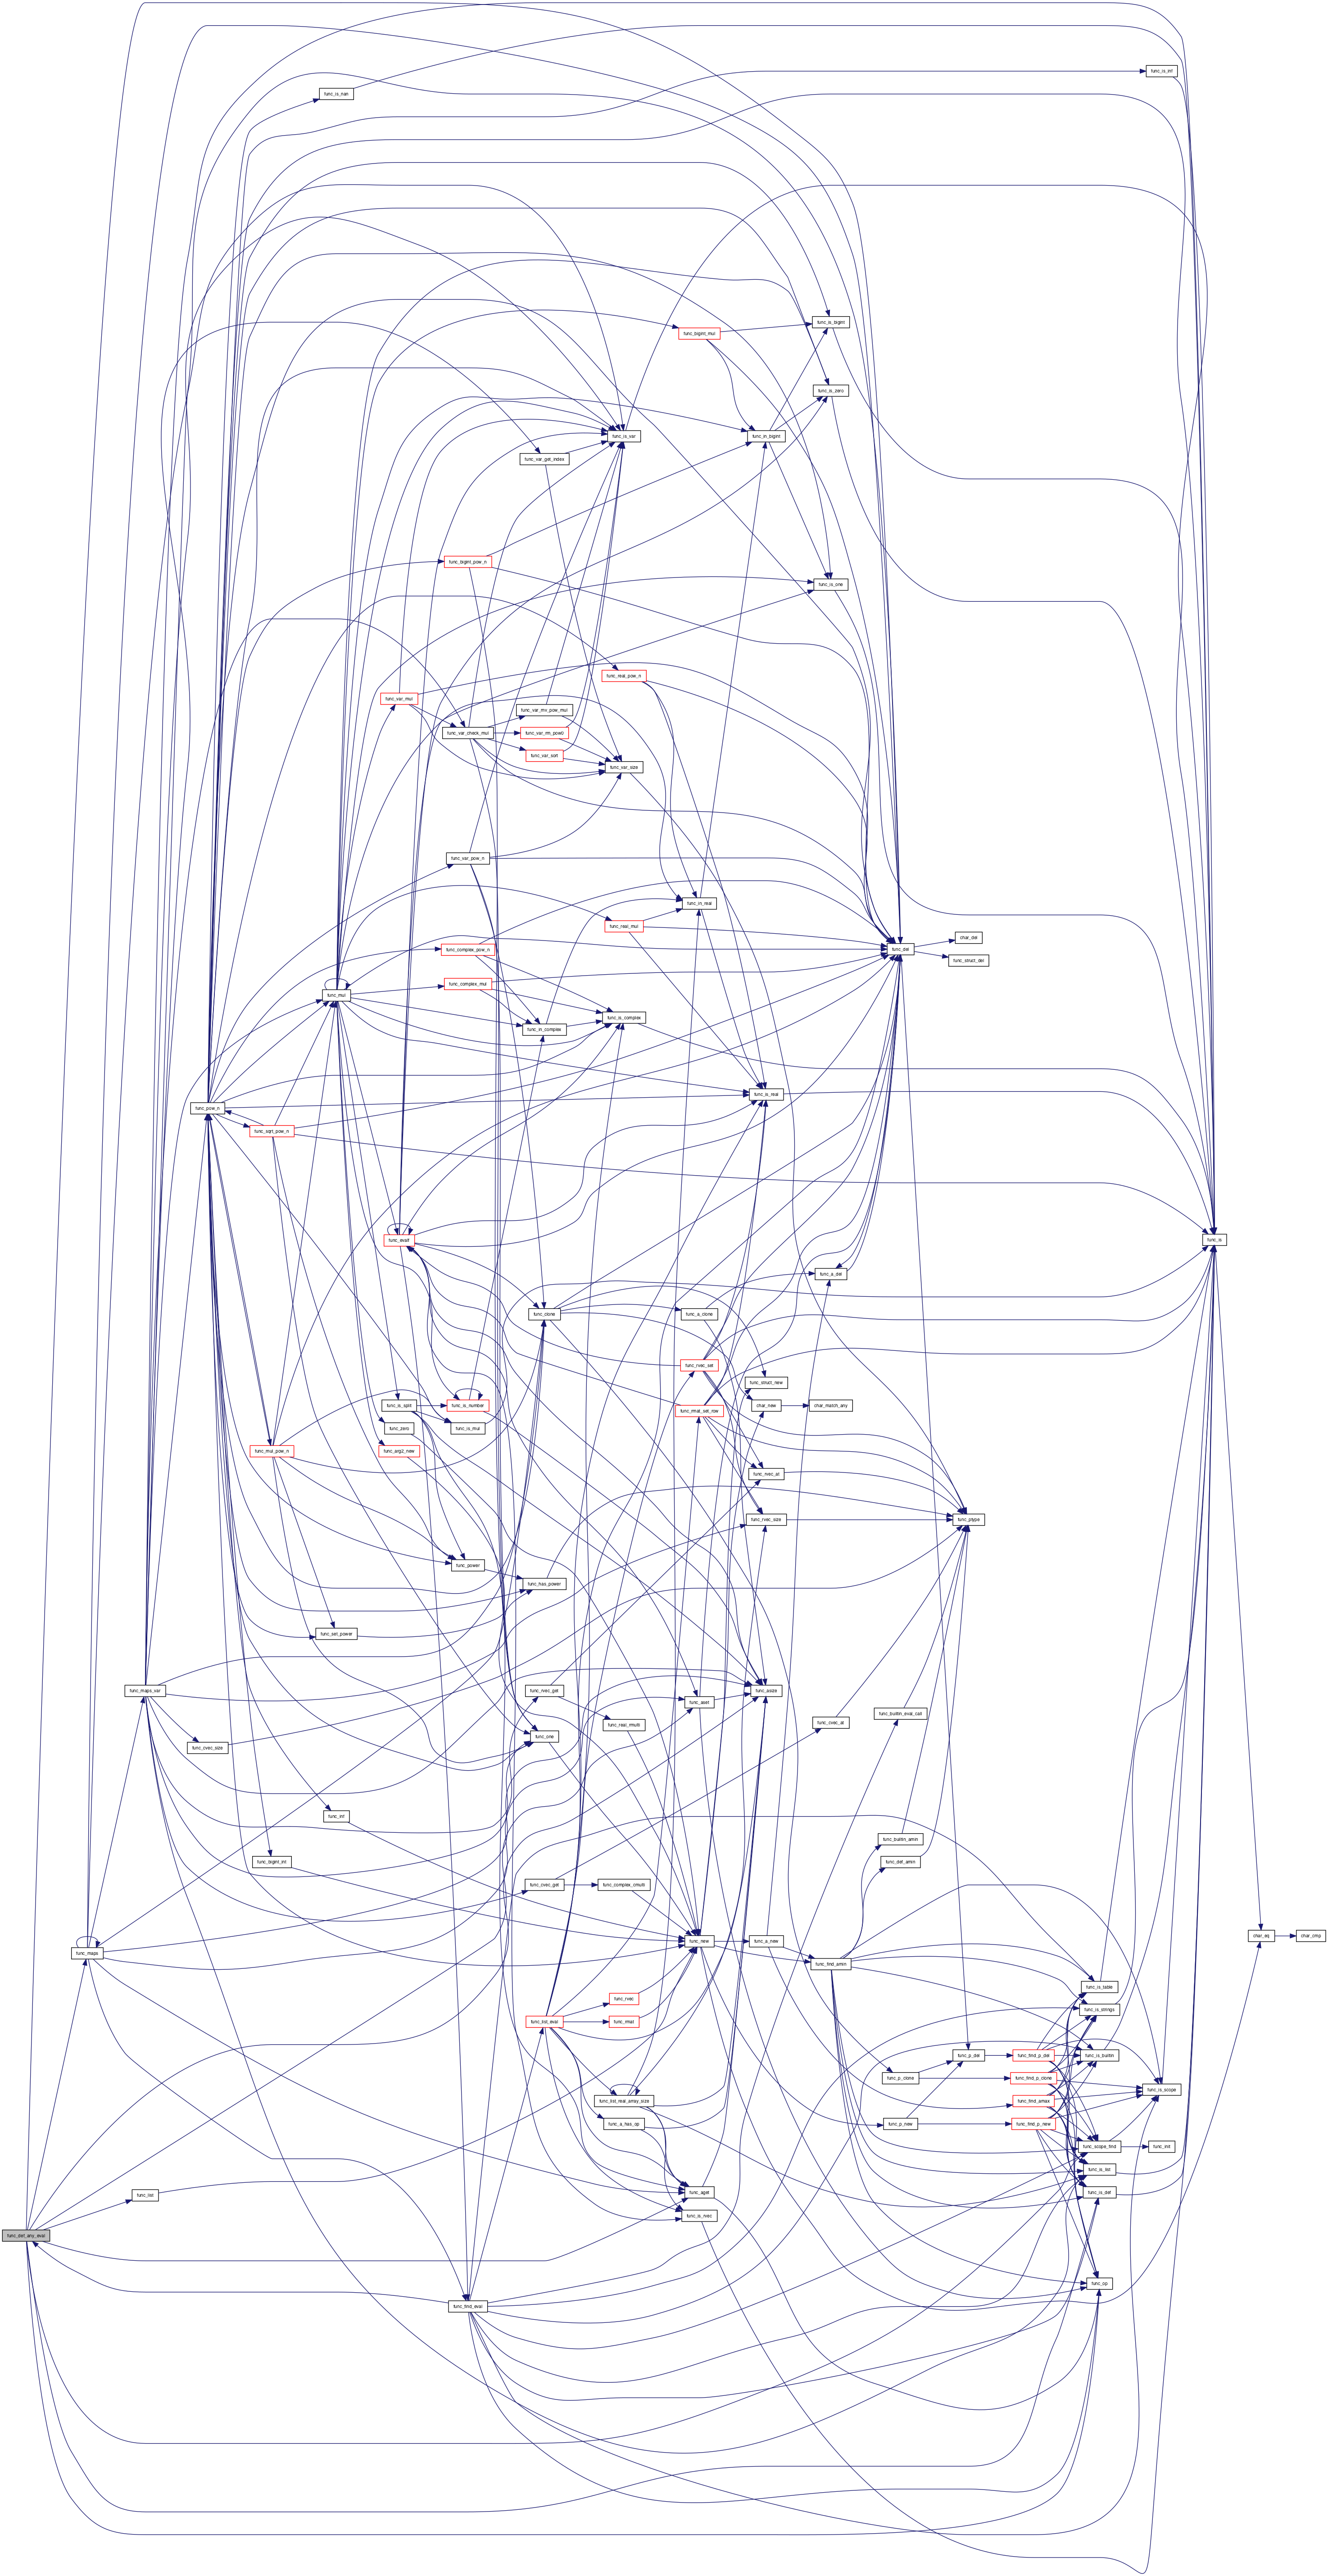 func_is_inf
func_is_nan
func_is_bigint
func_bigint_mul
func_is_zero
func_is_var
func_in_bigint
func_var_get_index
func_bigint_pow_n
func_is_one
func_real_pow_n
func_var_mul
func_var_mv_pow_mul
func_var_check_mul
func_var_rm_pow0
func_var_sort
func_var_size
func_var_pow_n
func_in_real
func_real_mul
char_del
func_complex_pow_n
func_del
func_struct_del
func_complex_mul
func_mul
func_is_complex
func_in_complex
func_is_real
func_pow_n
func_sqrt_pow_n
func_evalf
func_is
func_a_del
func_clone
func_a_clone
func_rvec_set
func_struct_new
func_is_split
func_is_number
char_new
char_match_any
func_rmat_set_row
func_zero
func_is_mul
func_mul_pow_n
func_arg2_new
func_rvec_at
func_rvec_size
func_ptype
char_eq
char_cmp
func_power
func_has_power
func_set_power
func_maps_var
func_rvec_get
func_asize
func_aset
func_builtin_eval_call
func_cvec_at
func_real_rmulti
func_one
func_cvec_size
func_inf
func_builtin_amin
func_bigint_int
func_def_amin
func_cvec_get
func_complex_cmulti
func_new
func_a_new
func_maps
func_find_amin
func_is_table
func_rvec
func_is_strings
func_list_eval
func_rmat
func_p_del
func_find_p_del
func_is_builtin
func_p_clone
func_find_p_clone
func_is_scope
func_list_real_array_size
func_find_amax
func_a_has_op
func_p_new
func_find_p_new
func_scope_find
func_init
func_is_list
func_list
func_aget
func_is_def
func_is_rvec
func_def_any_eval
func_op
func_find_eval